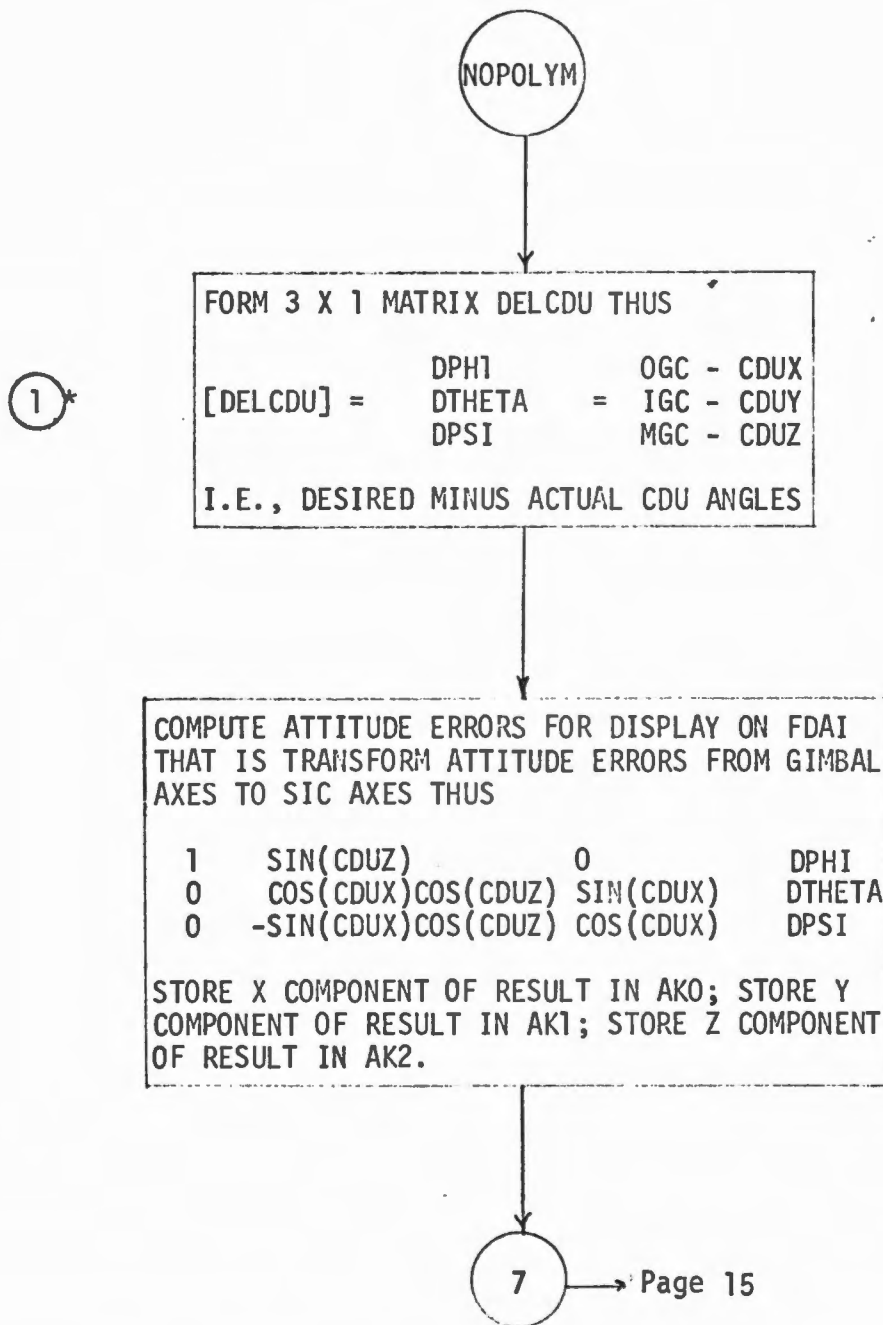 NOPOLYM
FORM 3 X 1 MATRIX DELCDU THUS
DPH1 OGC - CDUX
1* [DELCDU] = DTHETA = IGC - CDUY
DPSI MGC - CDUZ
I.E., DESIRED MINUS ACTUAL CDU ANGLES
COMPUTE ATTITUDE ERRORS FOR DISPLAY ON FDAI
THAT IS TRANSFORM ATTITUDE ERRORS FROM GIMBAL
AXES TO SIC AXES THUS
1 SIN(CDUZ) 0 DPHI
0 COS(CDUX)COS(CDUZ) SIN(CDUX) DTHETA
0 -SIN(CDUX)COS(CDUZ) COS(CDUX) DPSI
STORE X COMPONENT OF RESULT IN AK0; STORE Y
COMPONENT OF RESULT IN AK1; STORE Z COMPONENT
OF RESULT IN AK2.
7 Page 15